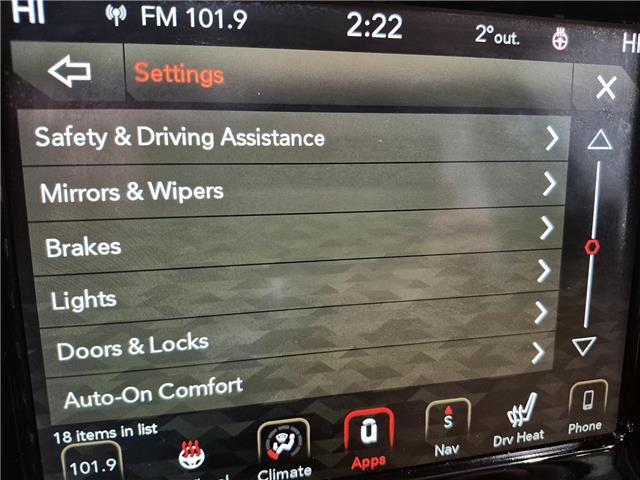 HI FM 101.9 2:22 2° out. HI
Settings
Safety & Driving Assistance
Mirrors & Wipers
Brakes
Lights
Doors & Locks
Auto-On Comfort
18 items in list
101.9 Climate Apps S Nav Drv Heat Phone